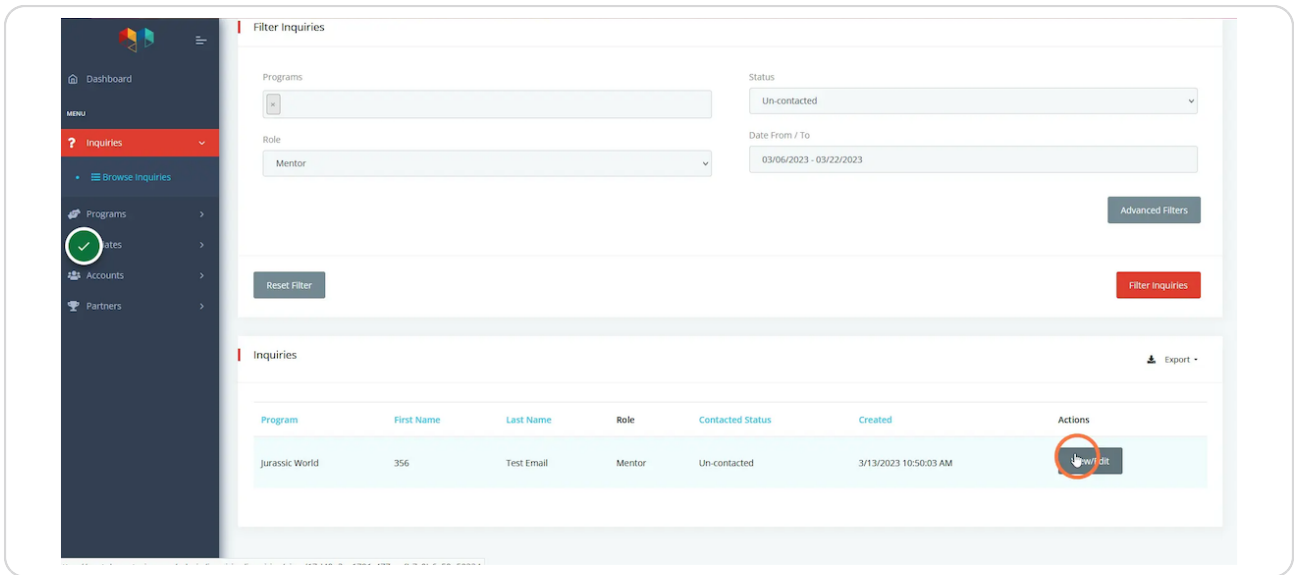 Filter Inquiries
Dashboard
Programs
Status
×
Un-contacted
MENU
? Inquiries
Role
Date From / To
Mentor
03/06/2023 - 03/22/2023
Browse Inquiries
Programs
Advanced Filters
ates
Accounts
Reset Filter
Filter Inquiries
Partners
Inquiries
Export
Program First Name Last Name Role Contacted Status Created Actions
Jurassic World 356 Test Email Mentor Un-contacted 3/13/2023 10:50:03 AM